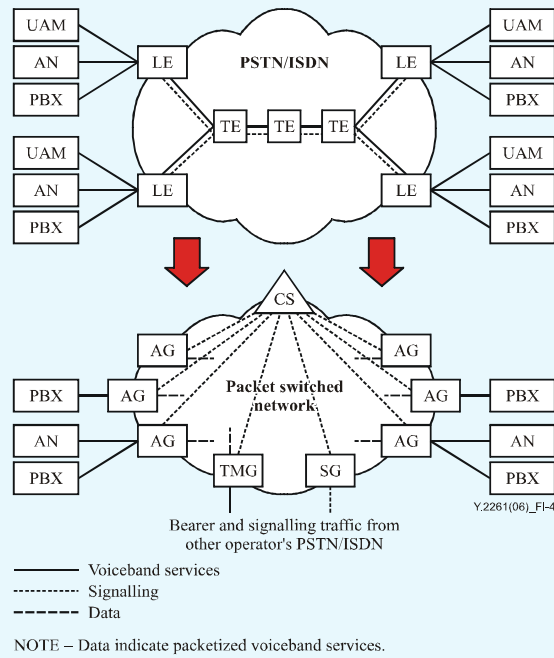 UAM
AN
PBX
LE
PSTN/ISDN
LE
UAM
AN
PBX
TE
TE
TE
UAM
AN
PBX
LE
LE
UAM
AN
PBX
CS
AG
AG
PBX
AG
Packet switched
network
AG
PBX
AN
PBX
AG
AG
AN
PBX
TMG
SG
Y.2261(06)_FI-4
Bearer and signalling traffic from
other operator's PSTN/ISDN
Voiceband services
Signalling
Data
NOTE – Data indicate packetized voiceband services.